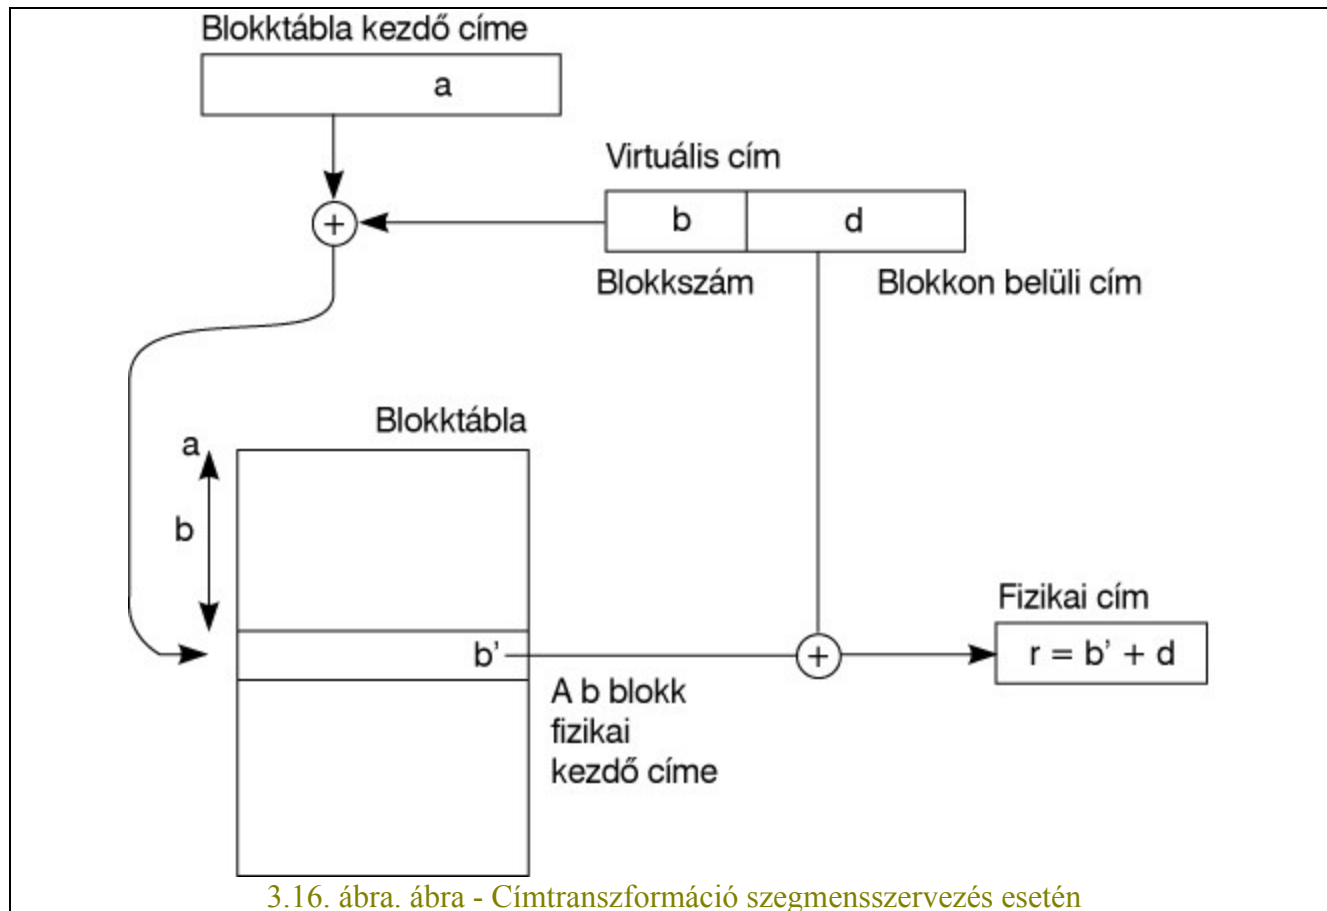 Blokktábla kezdő címe
a
Virtuális cím
+
b
d
Blokkszám
Blokkon belüli cím
Blokktábla
a
b
Fizikai cím
b'
+
r = b' + d
A b blokk
fizikai
kezdő címe
3.16. ábra. ábra - Címtranszformáció szegmensszervezés esetén